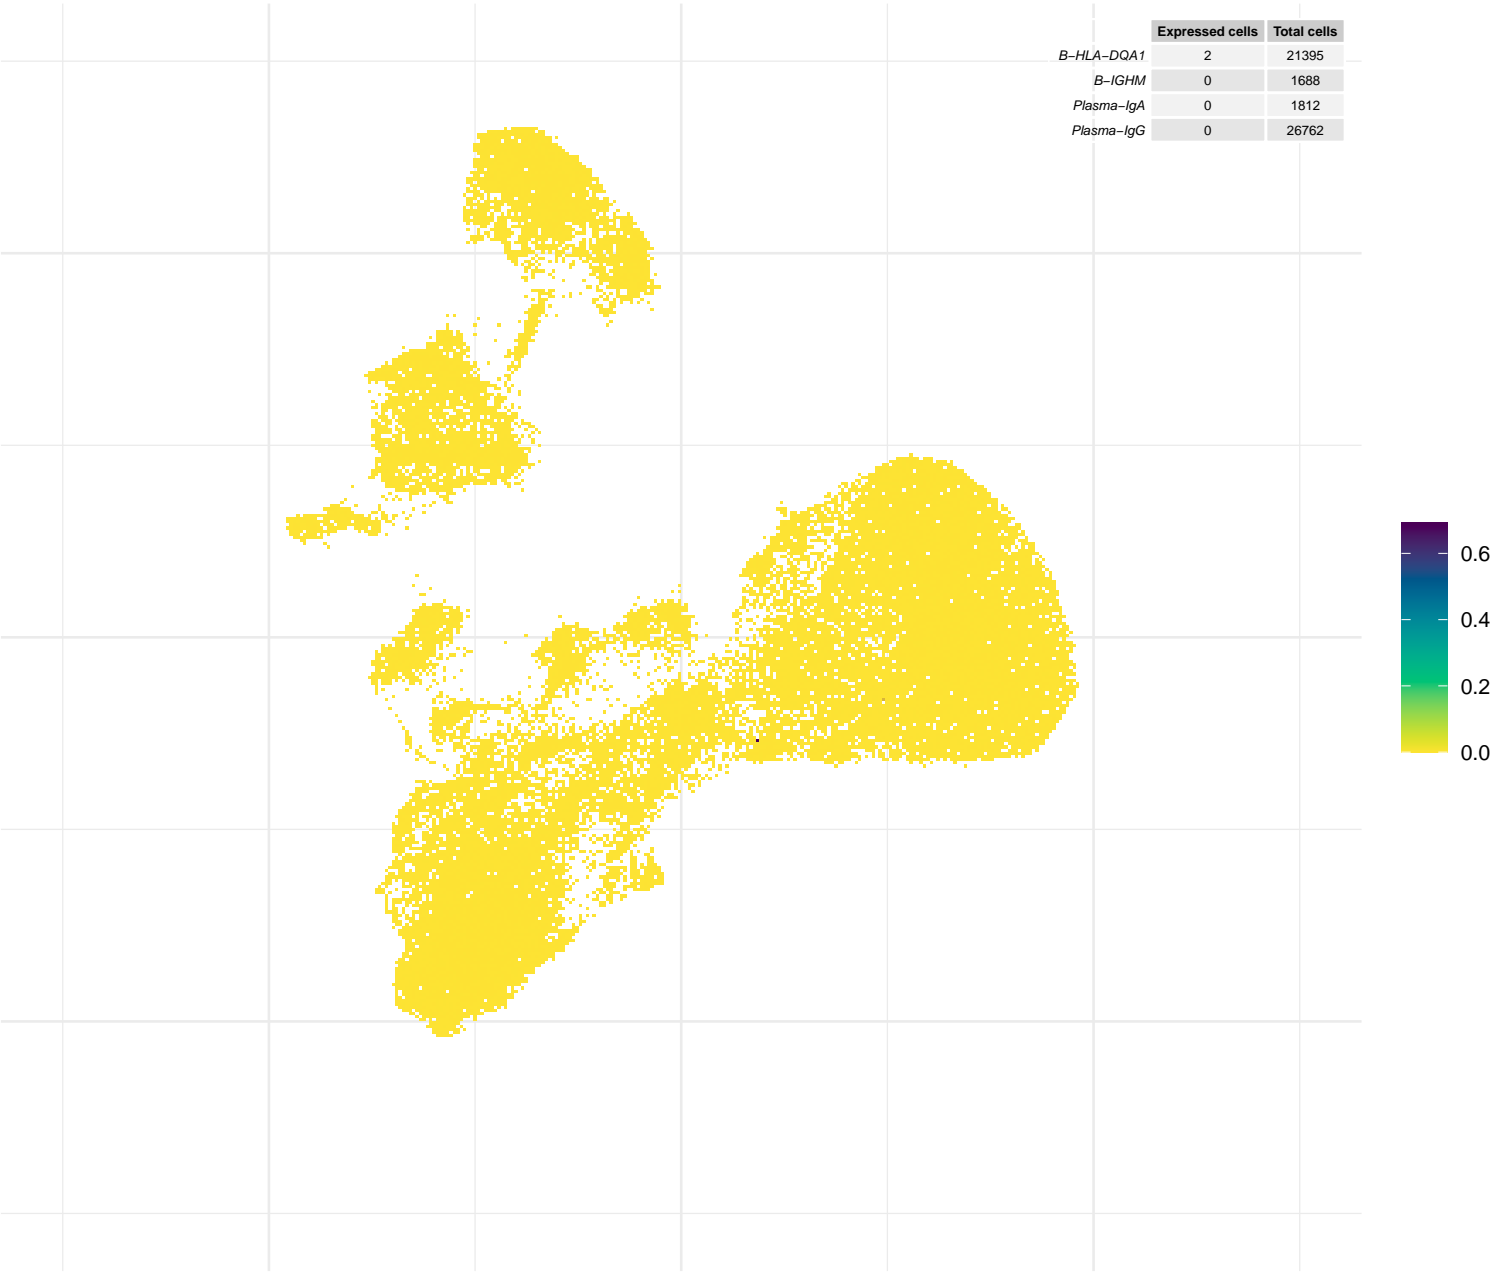 Expressed cells Total cells
B−HLA−DQA1 2 21395
B−IGHM 0 1688
Plasma−IgA 0 1812
Plasma−IgG 0 26762
0.6
0.4
0.2
0.0